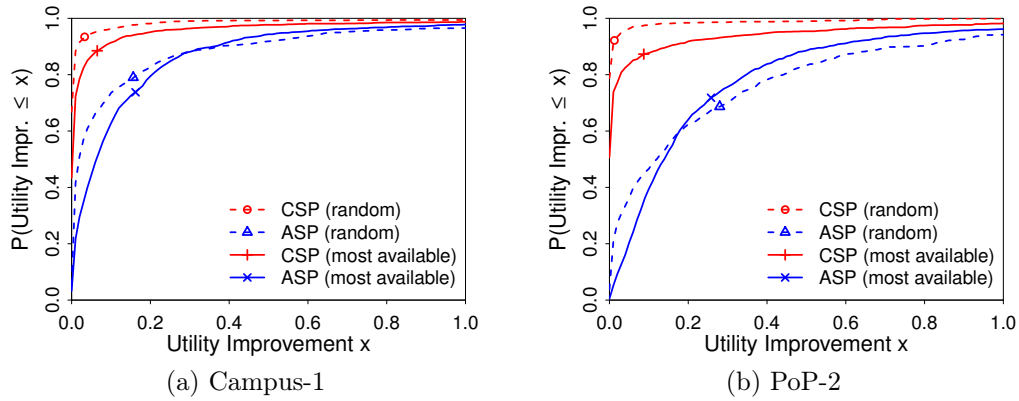 P(Utility Impr. ≤ x)
1.0
0.8
0.6
0.4
0.2
0.0
CSP (random)
ASP (random)
CSP (most available)
ASP (most available)
0.0 0.2 0.4 0.6 0.8 1.0
Utility Improvement x
(a) Campus-1
P(Utility Impr. ≤ x)
1.0
0.8
0.6
0.4
0.2
0.0
CSP (random)
ASP (random)
CSP (most available)
ASP (most available)
0.0 0.2 0.4 0.6 0.8 1.0
Utility Improvement x
(b) PoP-2